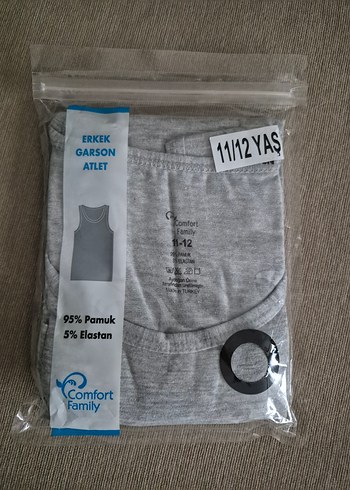 ERKEK
GARSON
ATLET
11/12 YAŞ
Comfort
Family
11-12
95% Pamuk
5% Elastan
Comfort
Family